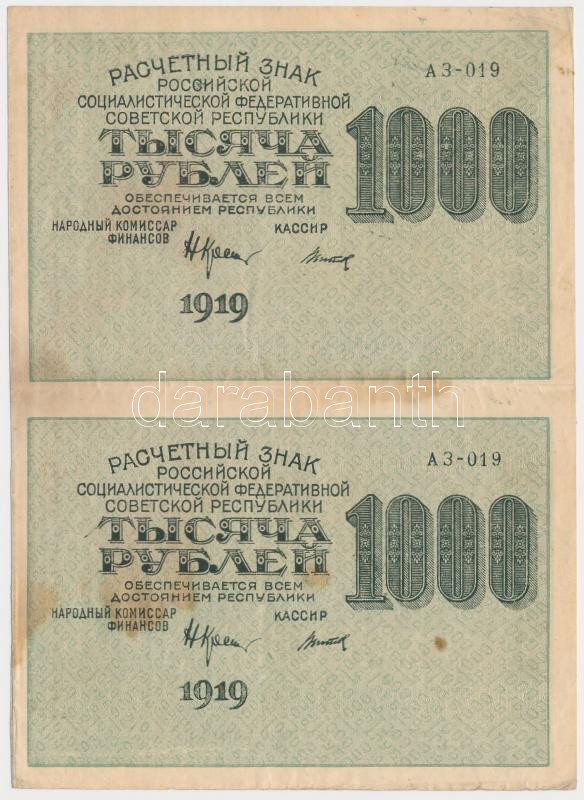 РАСЧЕТНЫЙ ЗНАК
РОССИЙСКОЙ
СОЦИАЛИСТИЧЕСКОЙ ФЕДЕРАТИВНОЙ
СОВЕТСКОЙ РЕСПУБЛИКИ
ТЫСЯЧА
РУБЛЕЙ
ОБЕСПЕЧИВАЕТСЯ ВСЕМ
ДОСТОЯНИЕМ РЕСПУБЛИКИ
НАРОДНЫЙ КОМИССАР
ФИНАНСОВ
КАССИР
1919
АЗ-019
1000
darabanth
РАСЧЕТНЫЙ ЗНАК
РОССИЙСКОЙ
СОЦИАЛИСТИЧЕСКОЙ ФЕДЕРАТИВНОЙ
СОВЕТСКОЙ РЕСПУБЛИКИ
ТЫСЯЧА
РУБЛЕЙ
ОБЕСПЕЧИВАЕТСЯ ВСЕМ
ДОСТОЯНИЕМ РЕСПУБЛИКИ
НАРОДНЫЙ КОМИССАР
ФИНАНСОВ
КАССИР
1919
АЗ-019
1000